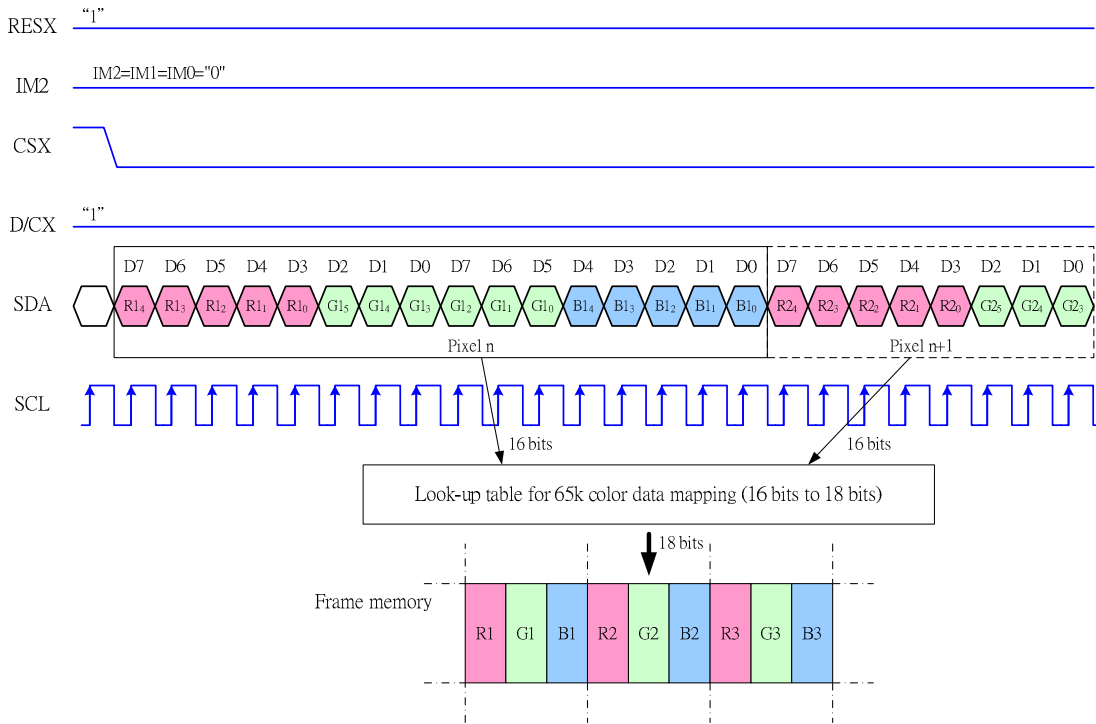 RESX "1"
IM2 IM2=IM1=IM0="0"
CSX
D/CX "1"
D7 D6 D5 D4 D3 D2 D1 D0 D7 D6 D5 D4 D3 D2 D1 D0 D7 D6 D5 D4 D3 D2 D1 D0
SDA R1₄ R1₃ R1₂ R1₁ R1₀ G1₅ G1₄ G1₃ G1₂ G1₁ G1₀ B1₄ B1₃ B1₂ B1₁ B1₀ R2₄ R2₃ R2₂ R2₁ R2₀ G2₅ G2₄ G2₃
Pixel n Pixel n+1
SCL
16 bits 16 bits
Look-up table for 65k color data mapping (16 bits to 18 bits)
18 bits
Frame memory
R1 G1 B1 R2 G2 B2 R3 G3 B3